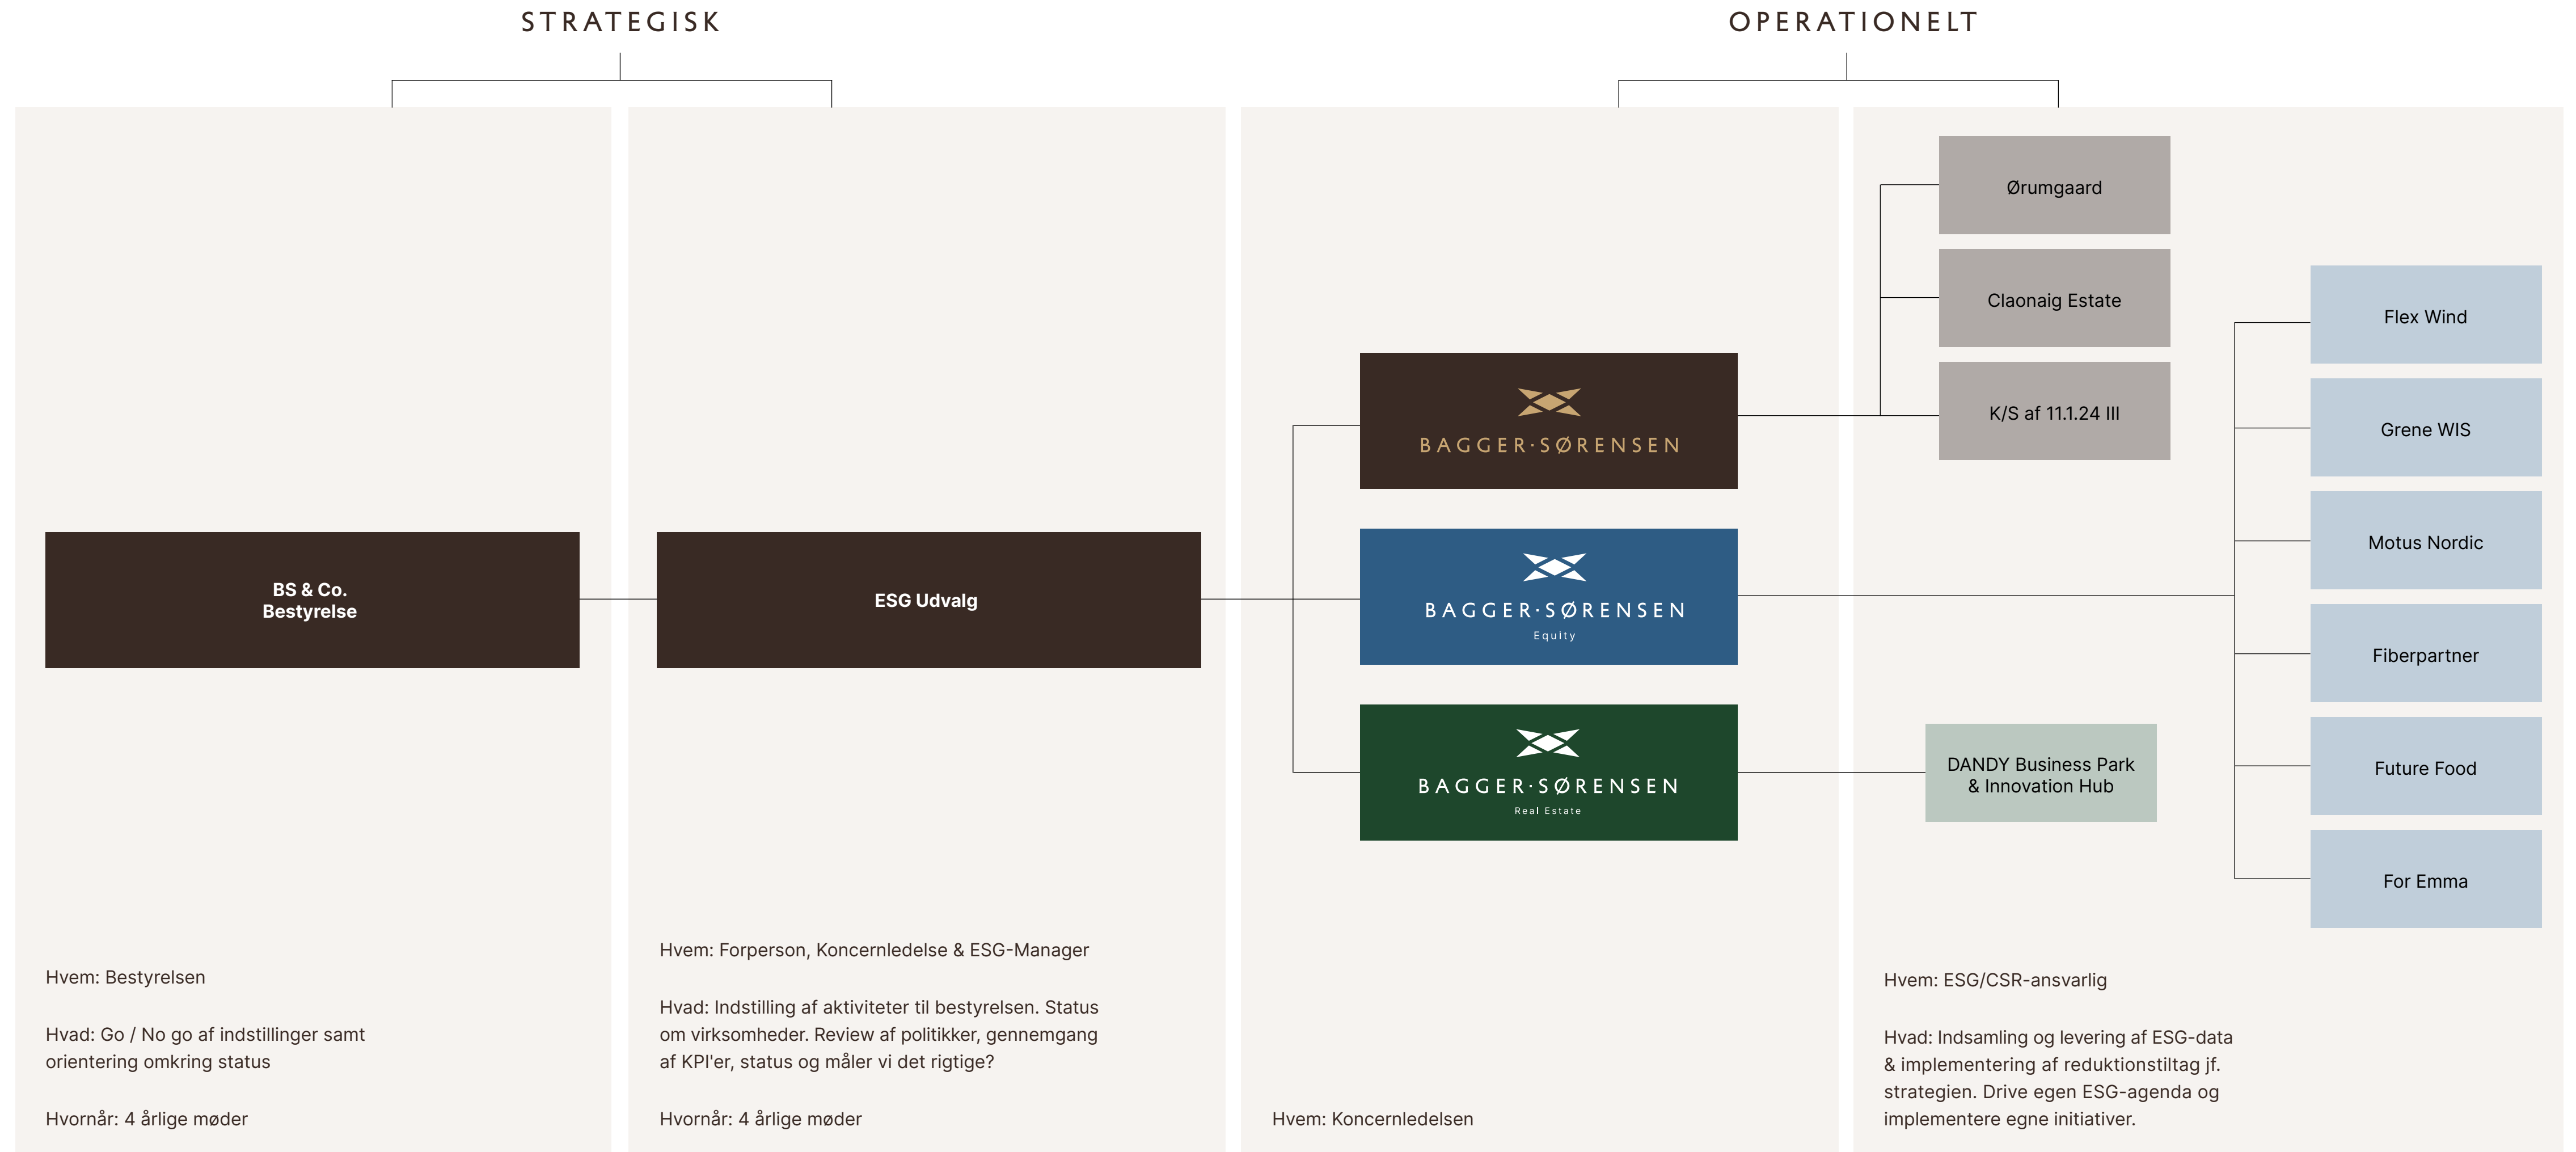 STRATEGISK
OPERATIONELT
BS & Co.
Bestyrelse
Hvem: Bestyrelsen
Hvad: Go / No go af indstillinger samt
orientering omkring status
Hvornår: 4 årlige møder
ESG Udvalg
Hvem: Forperson, Koncernledelse & ESG-Manager
Hvad: Indstilling af aktiviteter til bestyrelsen. Status
om virksomheder. Review af politikker, gennemgang
af KPI'er, status og måler vi det rigtige?
Hvornår: 4 årlige møder
BAGGER·SØRENSEN
BAGGER·SØRENSEN
Equity
BAGGER·SØRENSEN
Real Estate
Hvem: Koncernledelsen
Ørumgaard
Claonaig Estate
K/S af 11.1.24 III
DANDY Business Park
& Innovation Hub
Flex Wind
Grene WIS
Motus Nordic
Fiberpartner
Future Food
For Emma
Hvem: ESG/CSR-ansvarlig
Hvad: Indsamling og levering af ESG-data
& implementering af reduktionstiltag jf.
strategien. Drive egen ESG-agenda og
implementere egne initiativer.